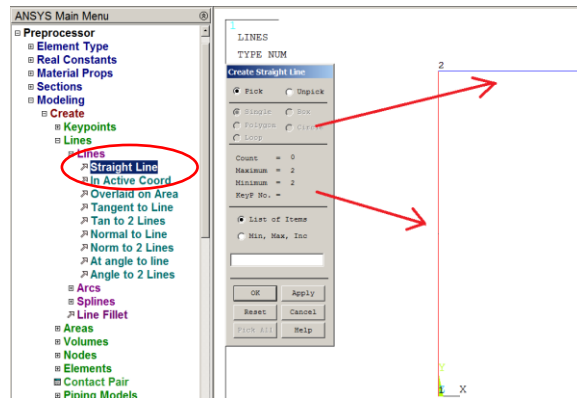 ANSYS Main Menu
Preprocessor
Element Type
Real Constants
Material Props
Sections
Modeling
Create
Keypoints
Lines
Lines
Straight Line
In Active Coord
Overlaid on Area
Tangent to Line
Tan to 2 Lines
Normal to Line
Norm to 2 Lines
At angle to line
Angle to 2 Lines
Arcs
Splines
Line Fillet
Areas
Volumes
Nodes
Elements
Contact Pair
Piping Models
1
LINES
TYPE NUM
Create Straight Line
Pick Unpick
Single Box
Polygon Circle
Loop
Count = 0
Maximum = 2
Minimum = 2
KeyP No. =
List of Items
Min, Max, Inc
OK Apply
Reset Cancel
Pick All Help
2
Y
1 X